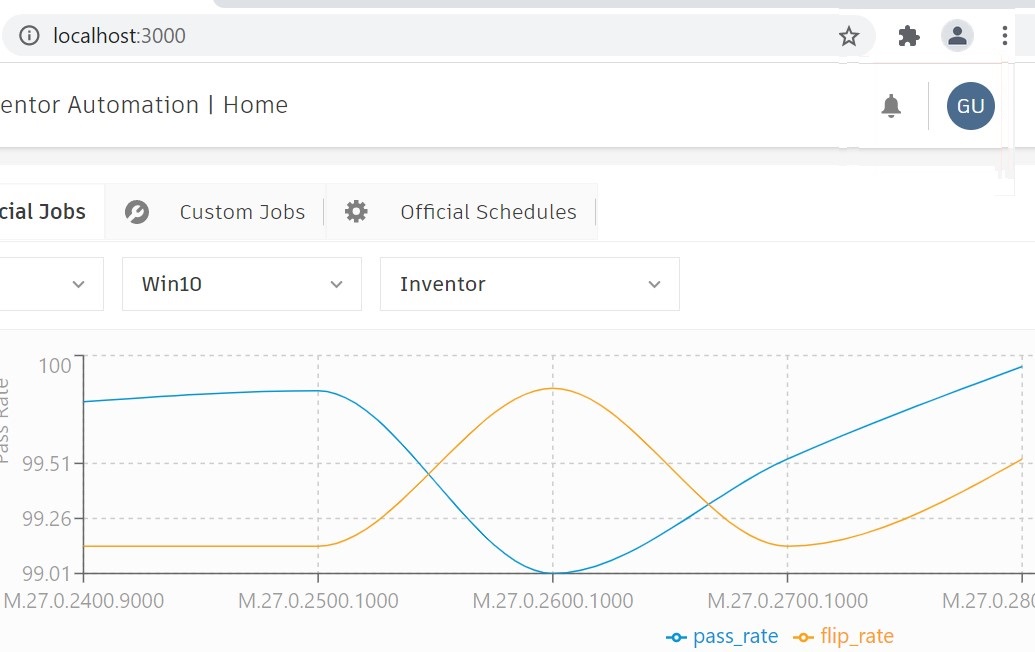 localhost:3000
entor Automation | Home
GU
cial Jobs
Custom Jobs
Official Schedules
Win10
Inventor
Pass Rate
100
99.51
99.26
99.01
M.27.0.2400.9000
M.27.0.2500.1000
M.27.0.2600.1000
M.27.0.2700.1000
M.27.0.280
pass_rate
flip_rate